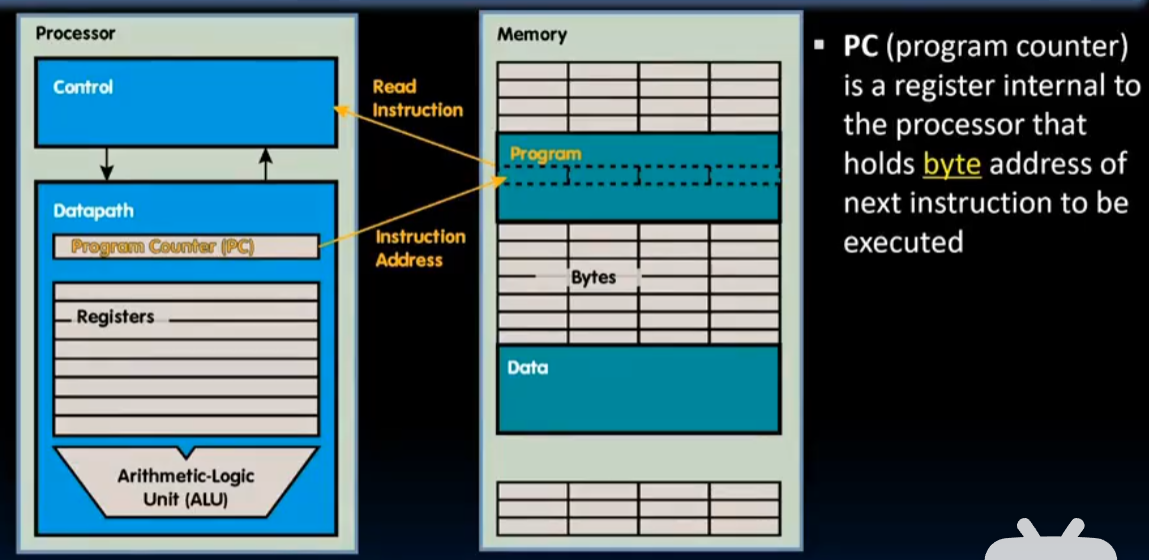 Processor
Control
Datapath
Program Counter (PC)
Registers
Arithmetic-Logic
Unit (ALU)
Read
Instruction
Instruction
Address
Memory
Program
Bytes
Data
▪ PC (program counter)
is a register internal to
the processor that
holds byte address of
next instruction to be
executed